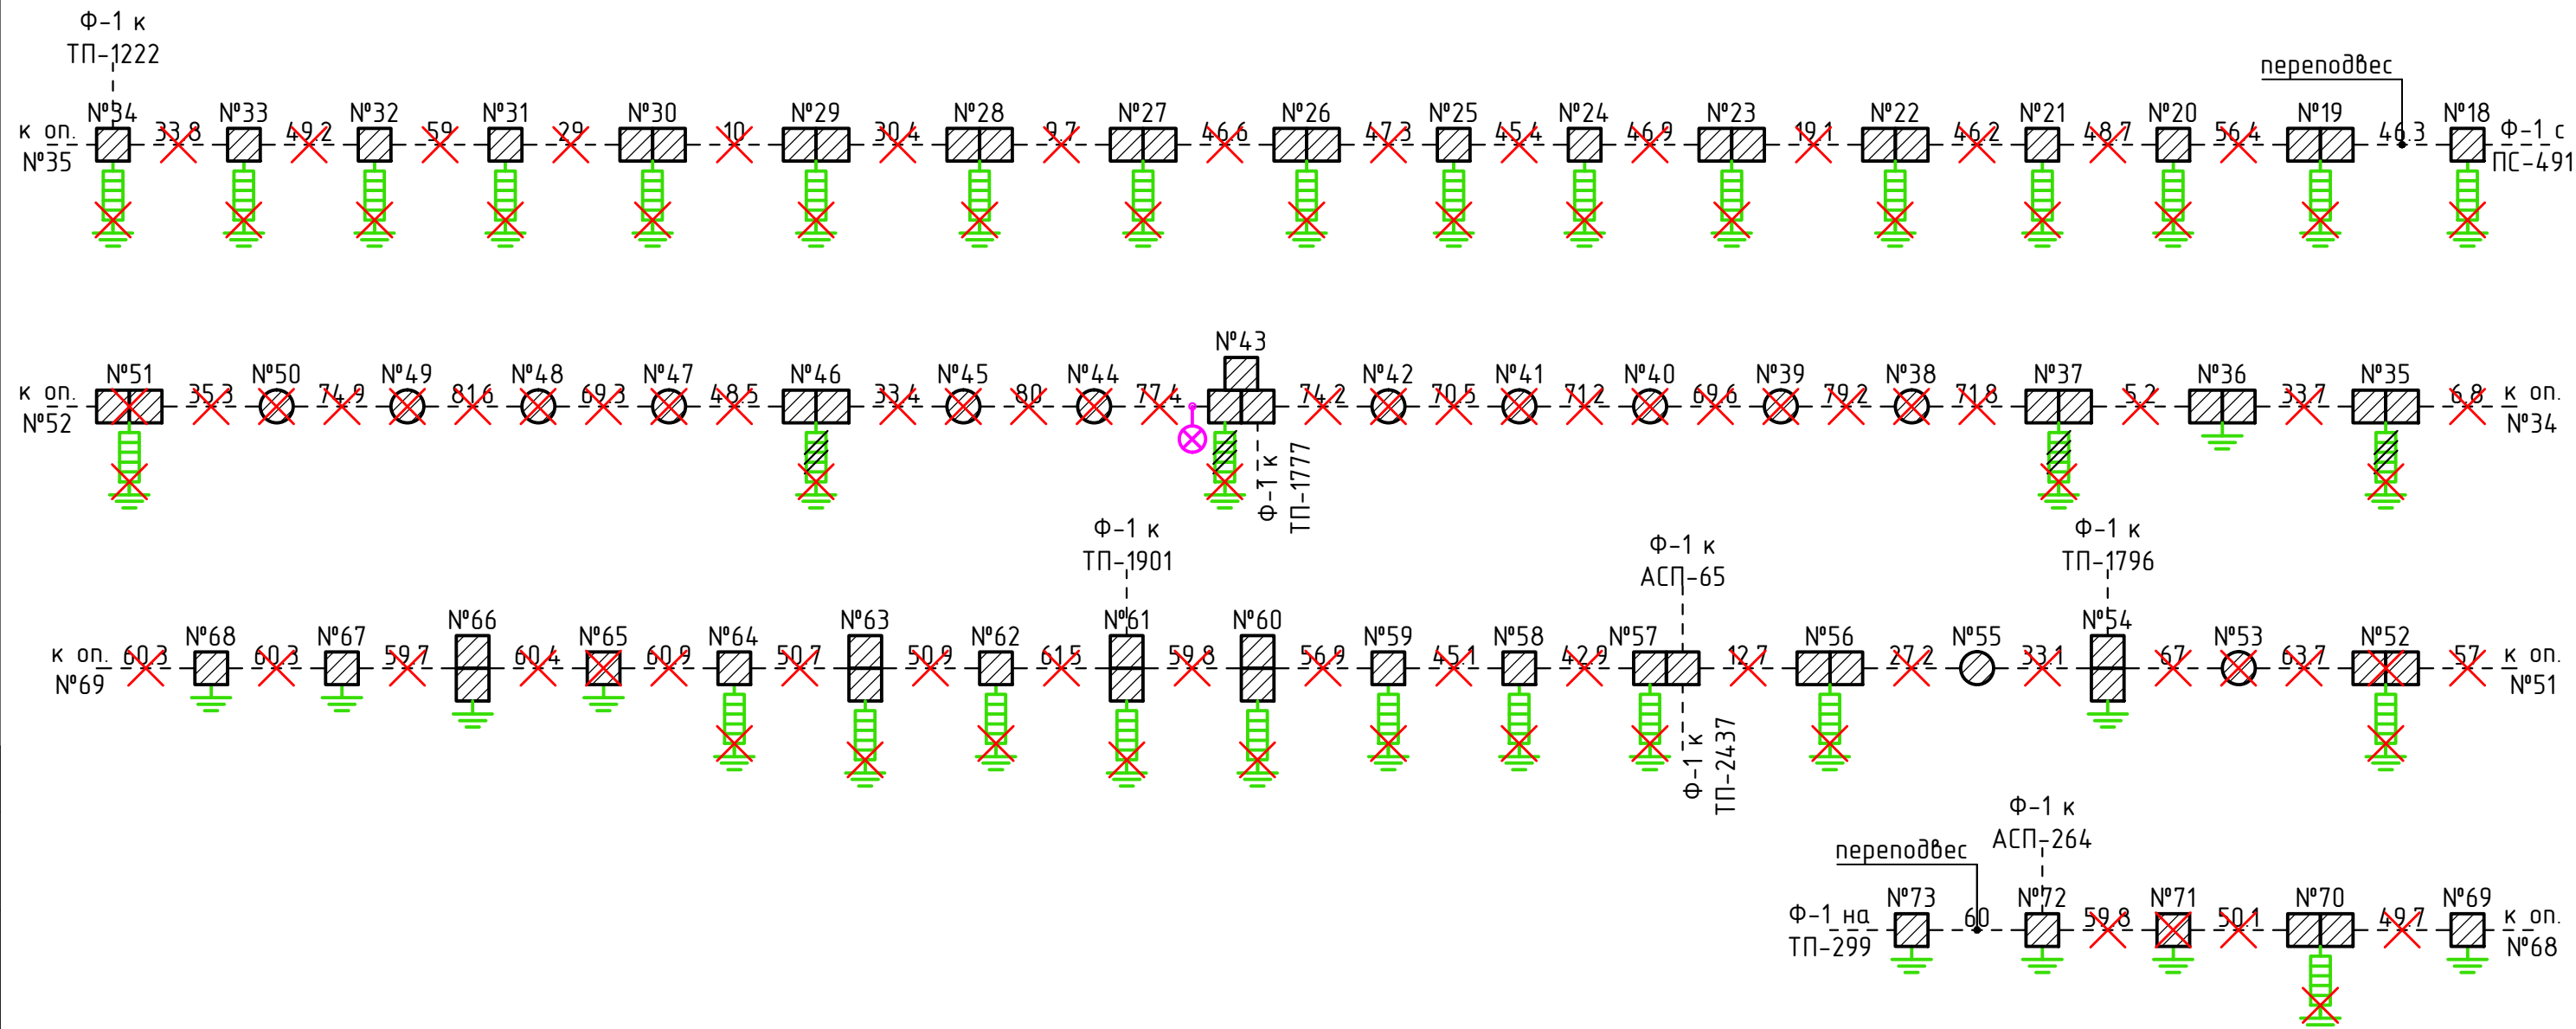 Ф-1 к
ТП-1222
переподвес
№34 №33 №32 №31 №30 №29 №28 №27 №26 №25 №24 №23 №22 №21 №20 №19 №18
к оп. 33.8 49.2 59 29 10 30.4 9.7 46.6 47.3 45.4 46.9 19.1 46.2 48.7 56.4 46.3 Ф-1 с
№35 ПС-491
№43
№51 №50 №49 №48 №47 №46 №45 №44 №42 №41 №40 №39 №38 №37 №36 №35
к оп. 35.3 74.9 81.6 69.3 48.5 33.4 80 77.4 74.2 70.5 71.2 69.6 79.2 71.8 5.2 33.7 6.8 к оп.
№52 №34
Ф-1 к
ТП-1777
Ф-1 к
ТП-1901
Ф-1 к
АСП-65
Ф-1 к
ТП-1796
№68 №67 №66 №65 №64 №63 №62 №61 №60 №59 №58 №57 №56 №55 №54 №53 №52
к оп. 60.3 60.3 59.7 60.4 60.9 50.9 61.5 59.8 56.9 45.1 42.9 12.7 27.2 33.1 67 63.7 57 к оп.
№69 №51
Ф-1 к
ТП-2437
Ф-1 к
АСП-264
переподвес
№73 №72 №71 №70 №69
Ф-1 на 60 59.8 50.1 49.7 к оп.
ТП-299 №68